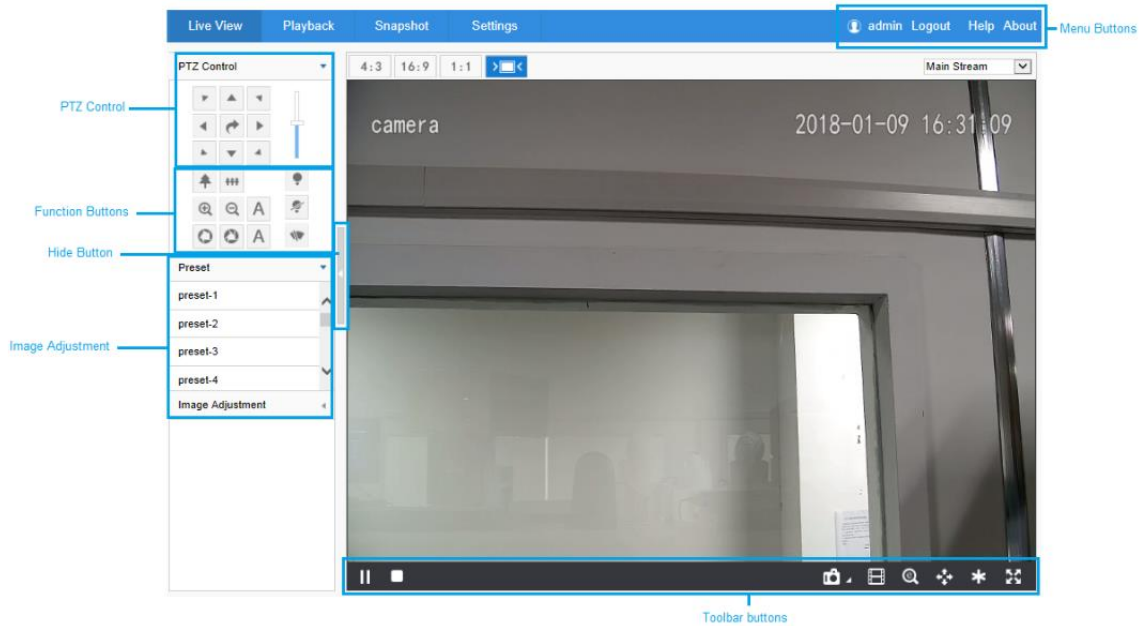 Live View Playback Snapshot Settings admin Logout Help About
Menu Buttons
PTZ Control
4:3 16:9 1:1 Main Stream
PTZ Control
camera 2018-01-09 16:31:09
Function Buttons
A
Hide Button
A
Preset
preset-1
preset-2
preset-3
Image Adjustment
preset-4
Image Adjustment
Toolbar buttons